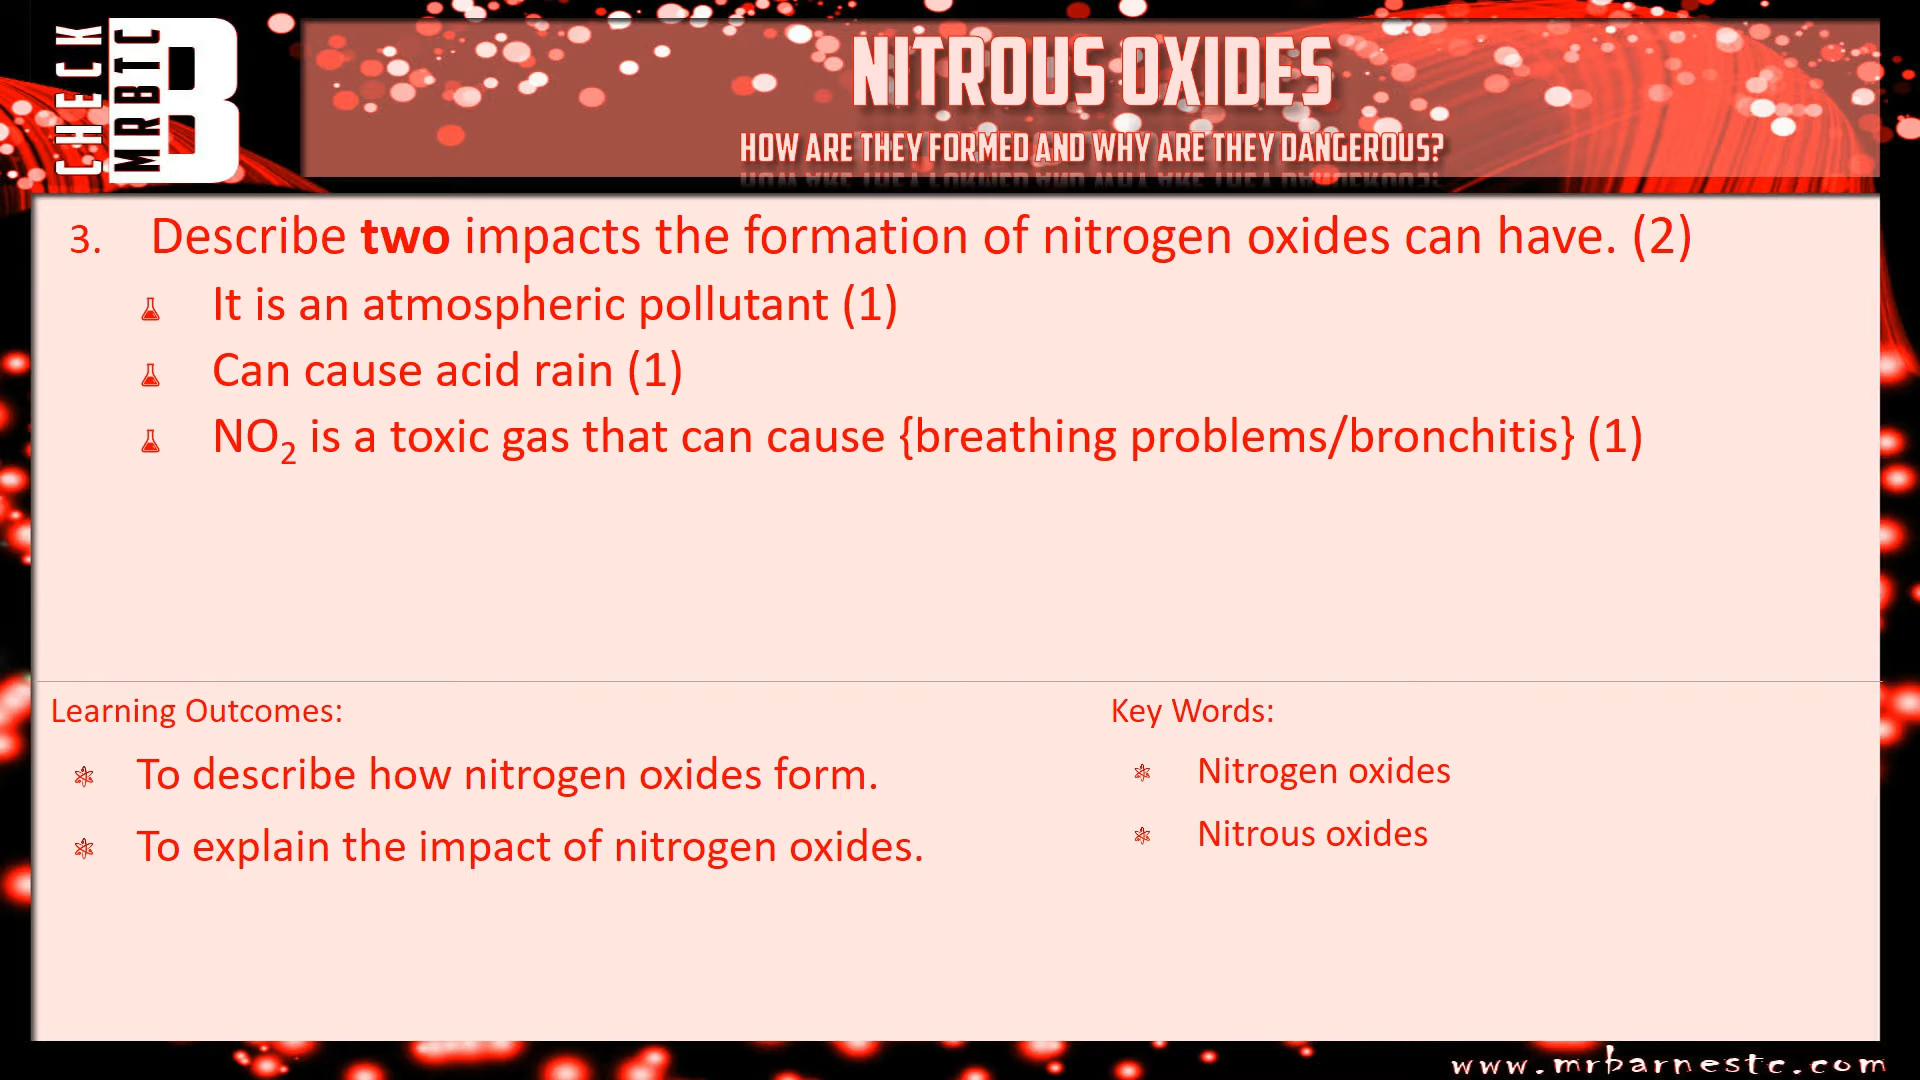 CHECK
MRBTC
B
NITROUS OXIDES
HOW ARE THEY FORMED AND WHY ARE THEY DANGEROUS?
3. Describe two impacts the formation of nitrogen oxides can have. (2)
It is an atmospheric pollutant (1)
Can cause acid rain (1)
NO₂ is a toxic gas that can cause {breathing problems/bronchitis} (1)
Learning Outcomes:
To describe how nitrogen oxides form.
To explain the impact of nitrogen oxides.
Key Words:
Nitrogen oxides
Nitrous oxides
www.mrbarnestc.com